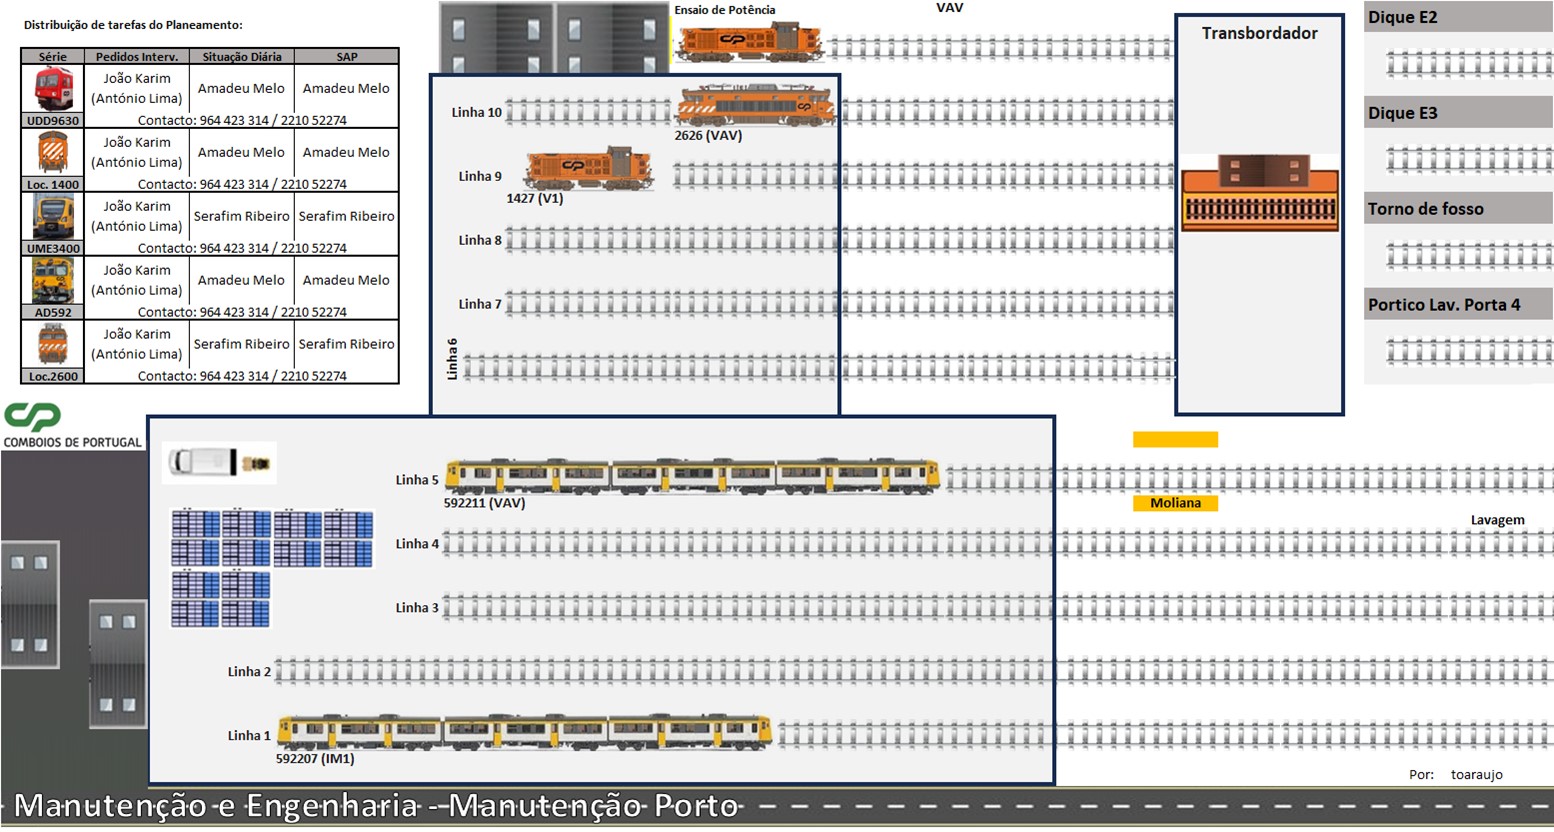 Distribuição de tarefas do Planeamento:
Série Pedidos Interv. Situação Diária SAP
UDD9630 João Karim (António Lima) Amadeu Melo Amadeu Melo
Contacto: 964 423 314 / 2210 52274
Loc. 1400 João Karim (António Lima) Amadeu Melo Amadeu Melo
Contacto: 964 423 314 / 2210 52274
UME3400 João Karim (António Lima) Serafim Ribeiro Serafim Ribeiro
Contacto: 964 423 314 / 2210 52274
AD592 João Karim (António Lima) Amadeu Melo Amadeu Melo
Contacto: 964 423 314 / 2210 52274
Loc.2600 João Karim (António Lima) Serafim Ribeiro Serafim Ribeiro
Contacto: 964 423 314 / 2210 52274
CP
COMBOIOS DE PORTUGAL
Ensaio de Potência
VAV
Linha 10
2626 (VAV)
Linha 9
1427 (V1)
Linha 8
Linha 7
Linha 6
Transbordador
Dique E2
Dique E3
Torno de fosso
Portico Lav. Porta 4
Linha 5
592211 (VAV)
Moliana
Lavagem
Linha 4
Linha 3
Linha 2
Linha 1
592207 (IM1)
Por: toaraujo
Manutenção e Engenharia - Manutenção Porto